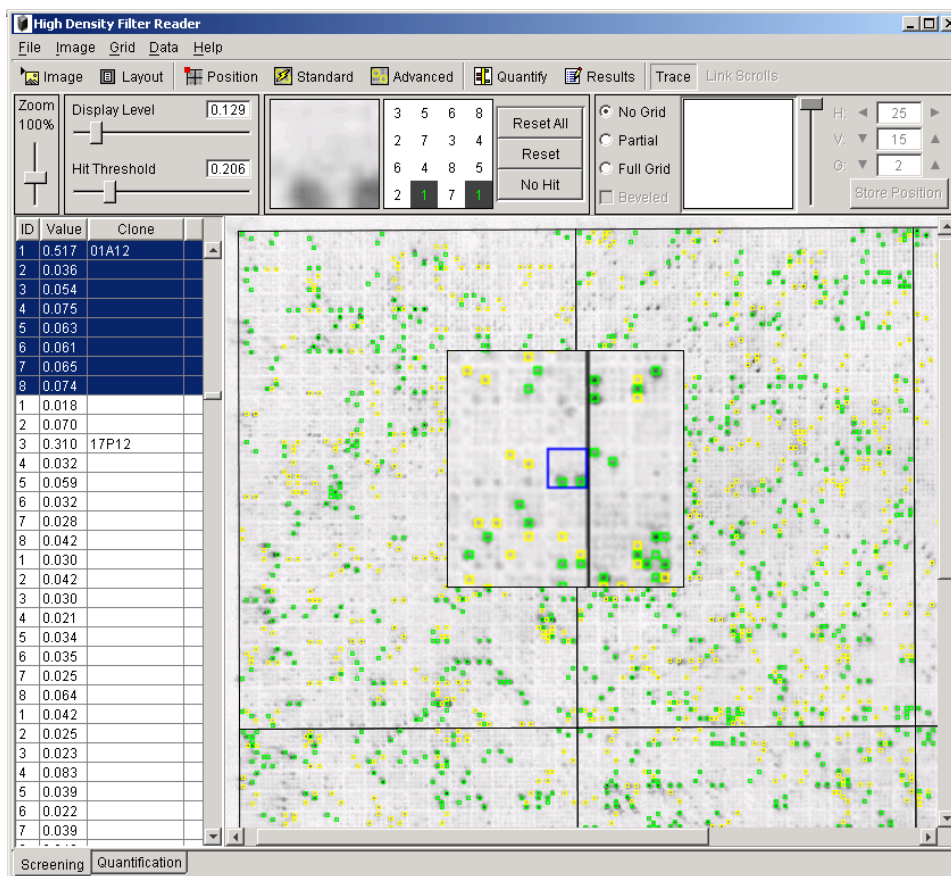 High Density Filter Reader
File Image Grid Data Help
Image Layout Position Standard Advanced Quantify Results Trace Link Scrolls
Zoom
100%
Display Level 0.129
Hit Threshold 0.206
3 5 6 8
2 7 3 4
6 4 8 5
2 1 7 1
Reset All
Reset
No Hit
No Grid
Partial
Full Grid
Beveled
H: 25
V: 15
G: 2
Store Position
ID Value Clone
1 0.517 01A12
2 0.036
3 0.054
4 0.075
5 0.063
6 0.061
7 0.065
8 0.074
1 0.018
2 0.070
3 0.310 17P12
4 0.032
5 0.059
6 0.032
7 0.028
8 0.042
1 0.030
2 0.042
3 0.030
4 0.021
5 0.034
6 0.035
7 0.025
8 0.064
1 0.042
2 0.025
3 0.023
4 0.083
5 0.039
6 0.022
7 0.039
Screening Quantification